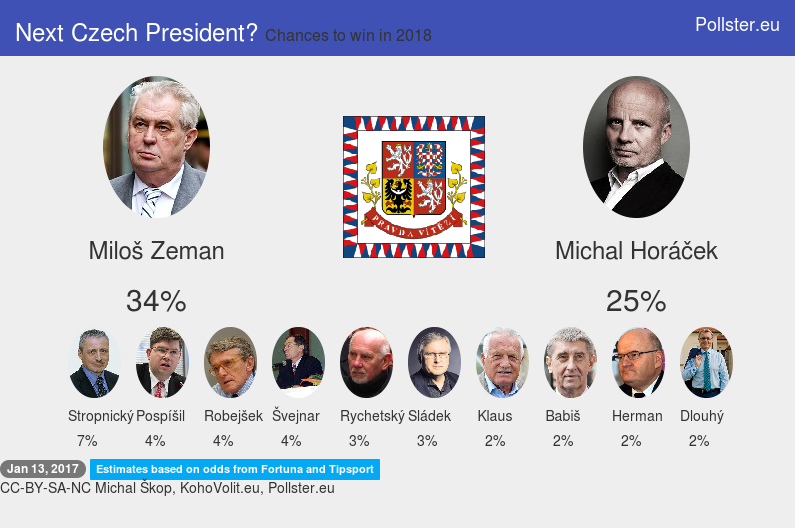 Next Czech President? Chances to win in 2018
Pollster.eu
PRAVDA VÍTĚZÍ
Miloš Zeman
Michal Horáček
34%
25%
Stropnický Pospíšil Robejšek Švejnar Rychetský Sládek Klaus Babiš Herman Dlouhý
7% 4% 4% 4% 3% 3% 2% 2% 2% 2%
Jan 13, 2017 Estimates based on odds from Fortuna and Tipsport
CC-BY-SA-NC Michal Škop, KohoVolit.eu, Pollster.eu